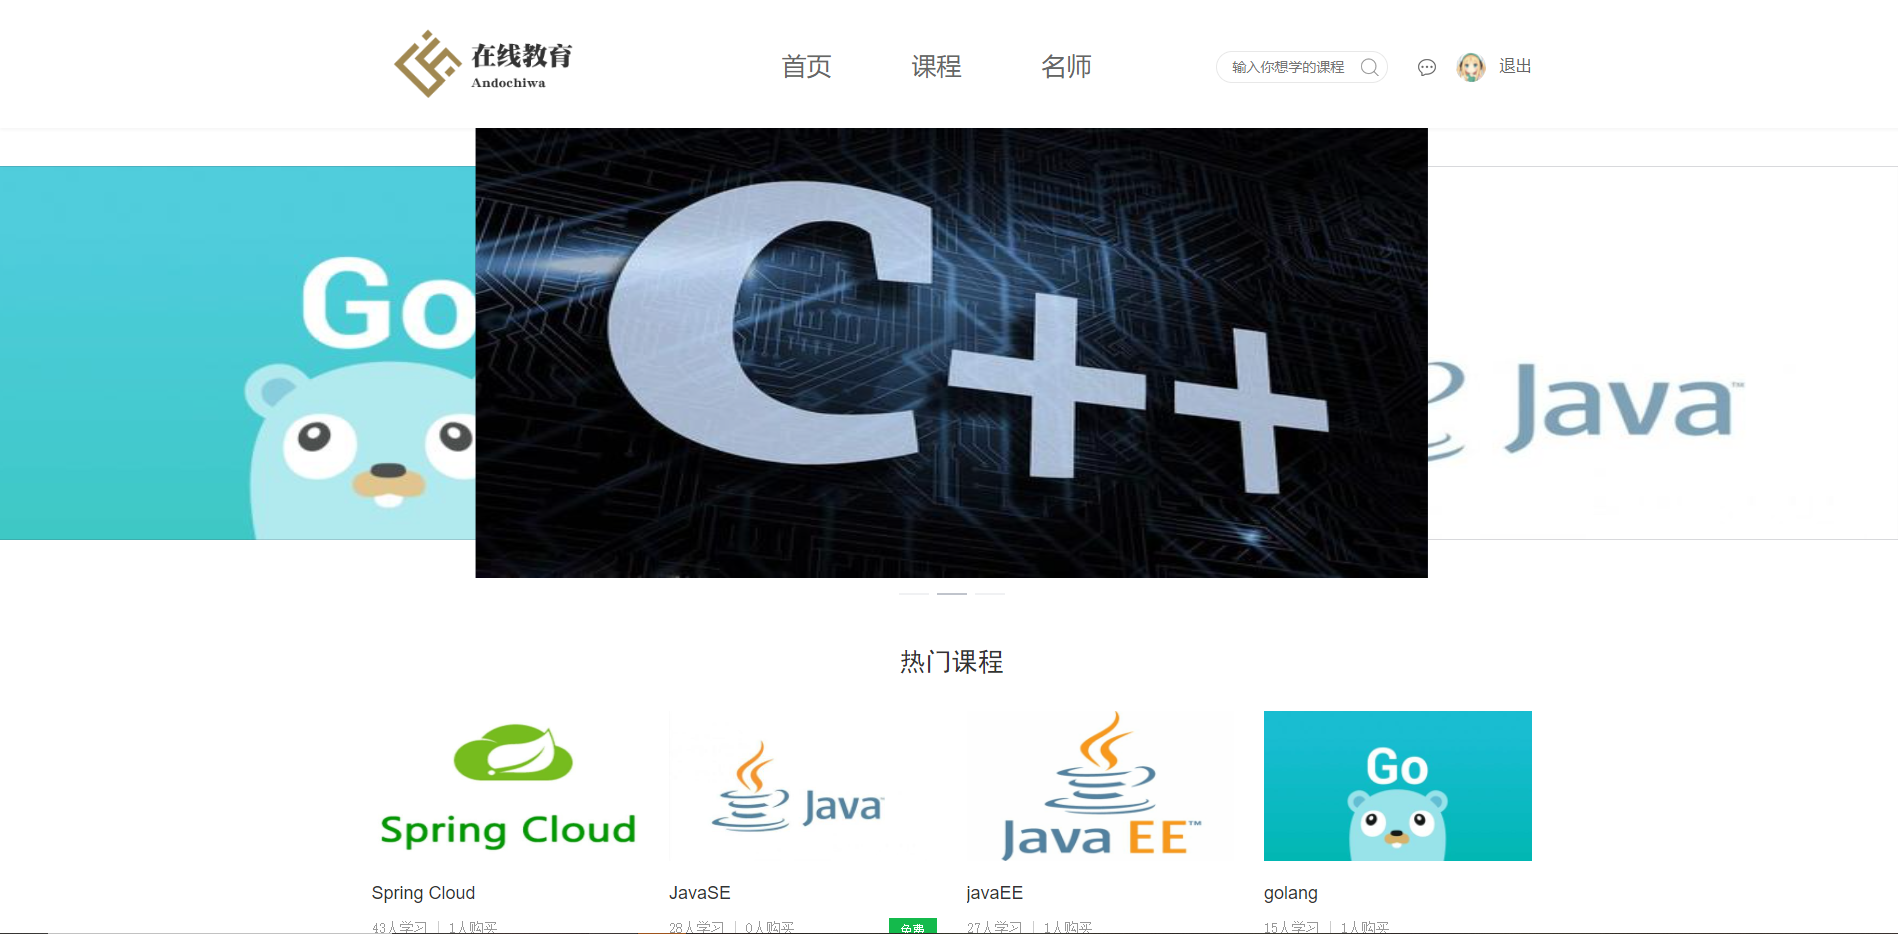 在线教育
Andochiwa
首页 课程 名师
输入你想学的课程
退出
Go
C++
Java™
热门课程
Spring Cloud
Java
Java EE™
Go
Spring Cloud
JavaSE
javaEE
golang
43人学习 | 1人购买
28人学习 | 0人购买
免费
27人学习 | 1人购买
15人学习 | 1人购买